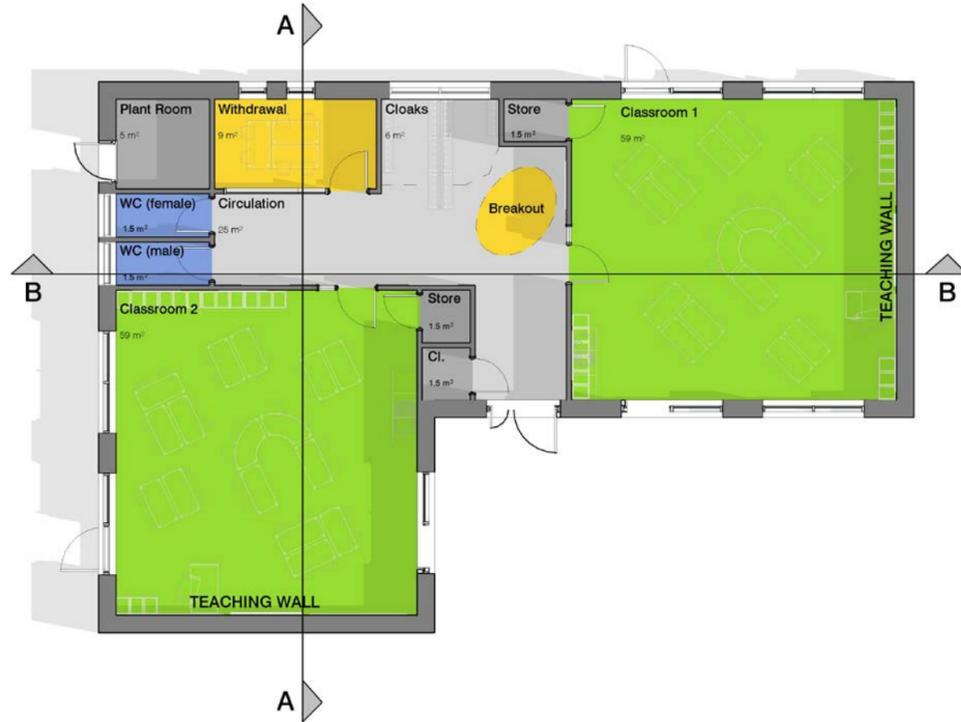 A
Plant Room
5 m²
Withdrawal
9 m²
Cloaks
6 m²
Store
1.5 m²
Classroom 1
59 m²
WC (female)
1.5 m²
Circulation
25 m²
Breakout
TEACHING WALL
WC (male)
1.5 m²
B
B
Classroom 2
59 m²
Store
1.5 m²
Cl.
1.5 m²
TEACHING WALL
A